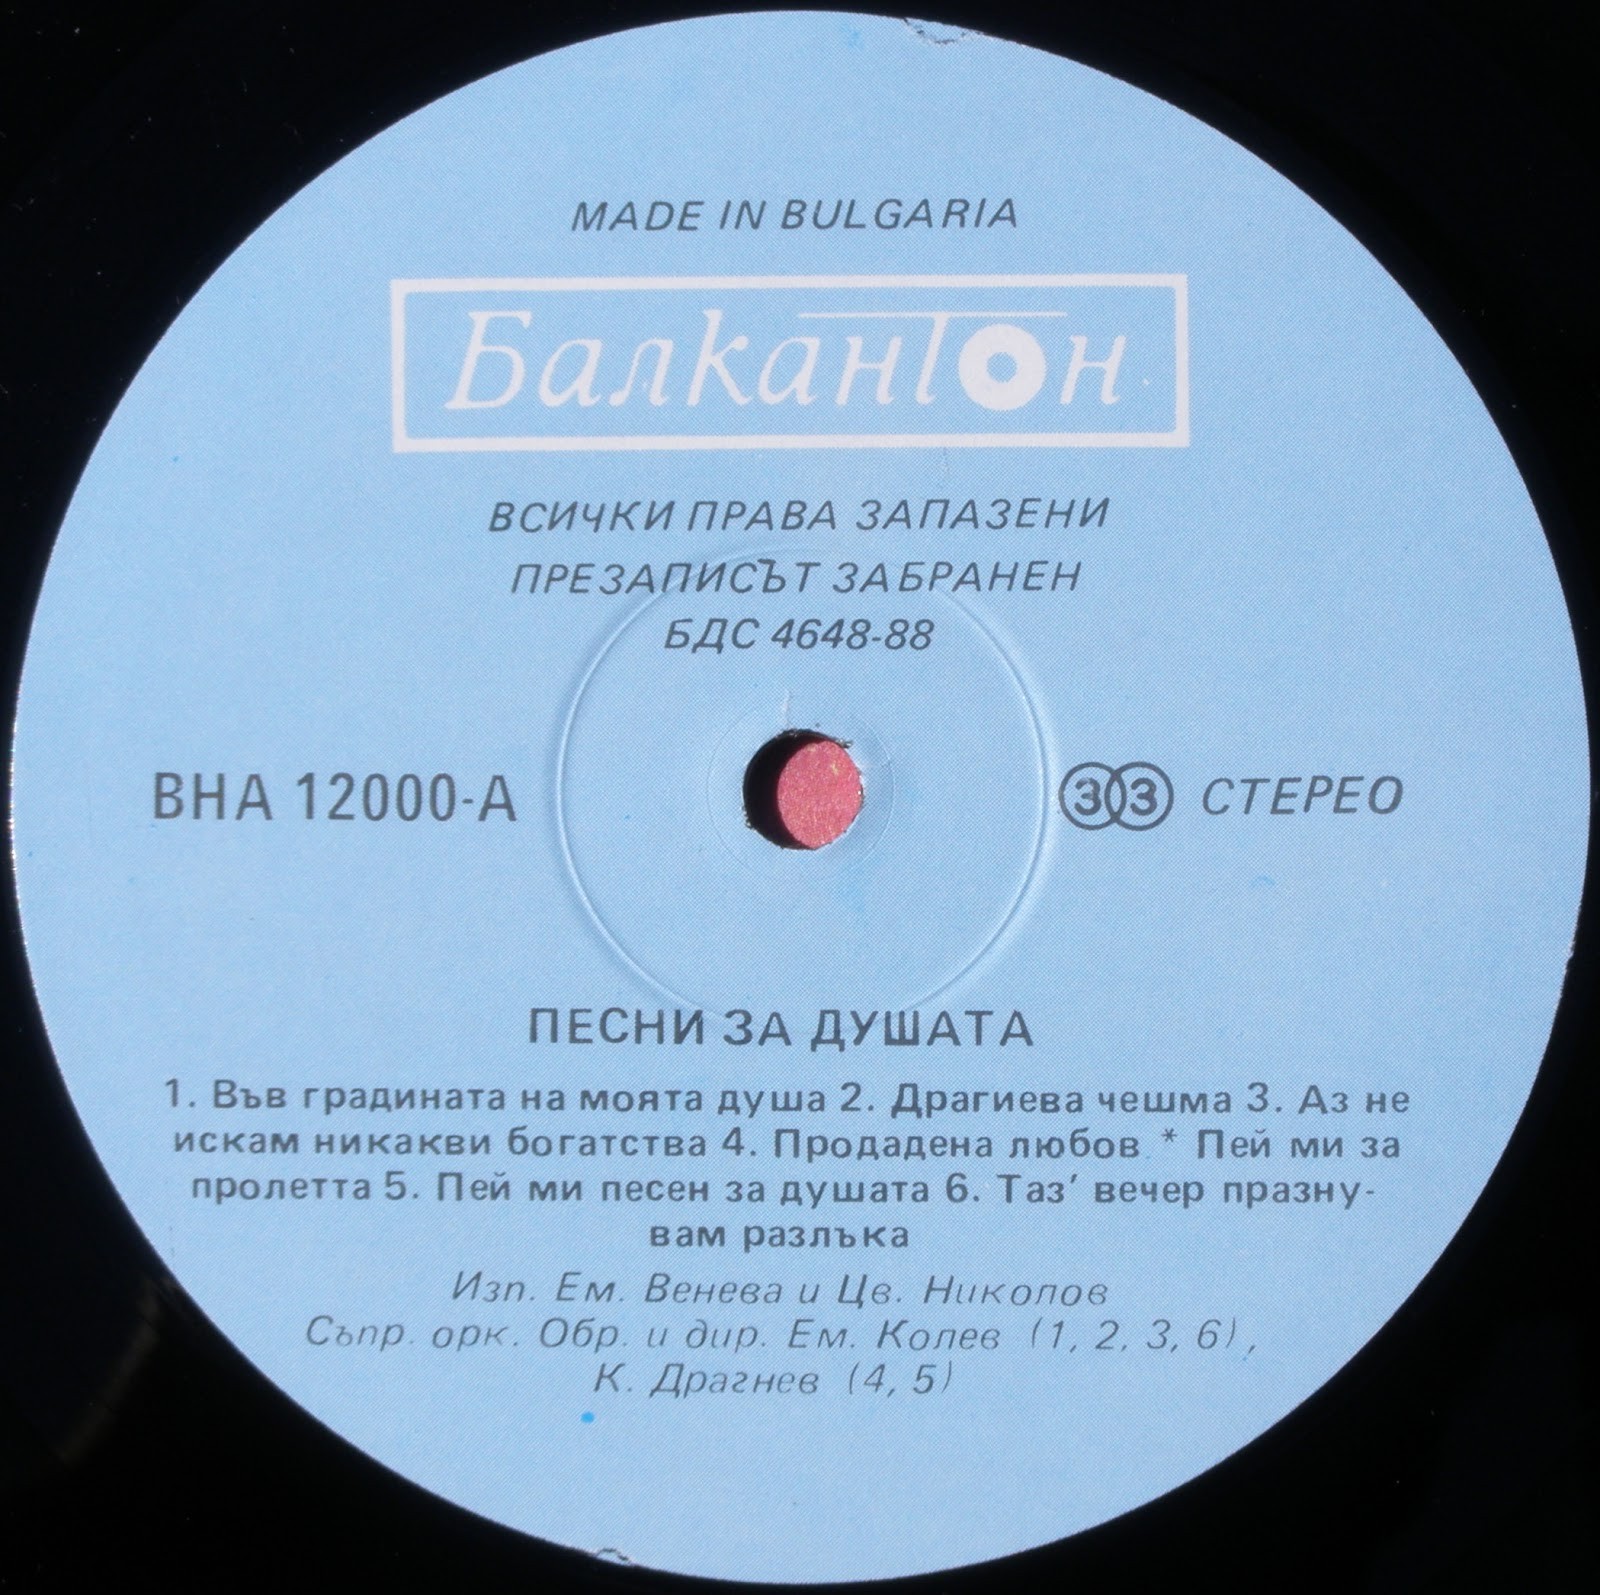 MADE IN BULGARIA
Балкантон
ВСИЧКИ ПРАВА ЗАПАЗЕНИ
ПРЕЗАПИСЪТ ЗАБРАНЕН
БДС 4648-88
ВНА 12000-А
33 СТЕРЕО
ПЕСНИ ЗА ДУШАТА
1. Във градината на моята душа 2. Драгиева чешма 3. Аз не
искам никакви богатства 4. Продадена любов * Пей ми за
пролетта 5. Пей ми песен за душата 6. Таз' вечер празну-
вам разлъка
Изп. Ем. Венева и Цв. Николов
Съпр. орк. Обр. и дир. Ем. Колев (1, 2, 3, 6),
К. Драгнев (4, 5)